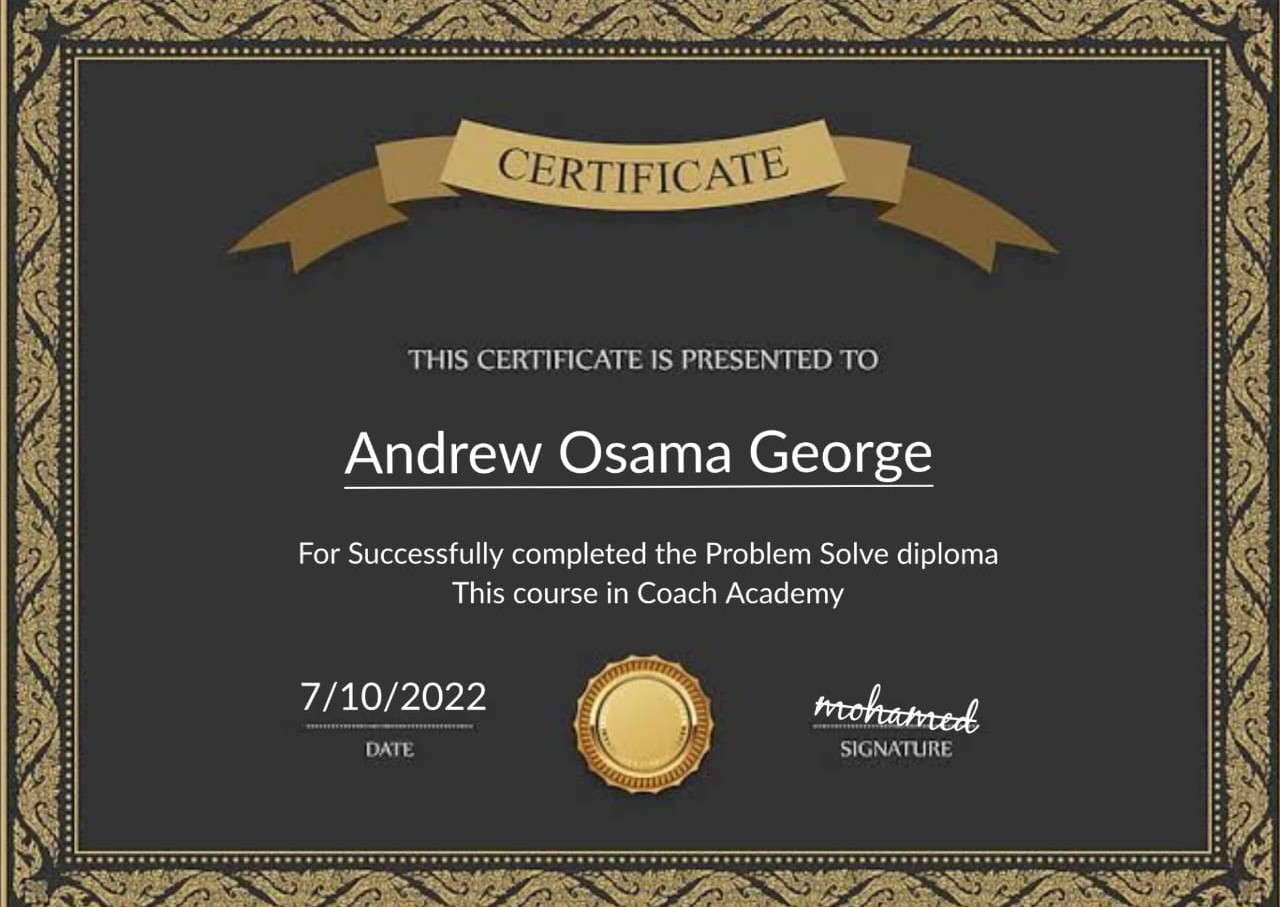 CERTIFICATE
THIS CERTIFICATE IS PRESENTED TO
Andrew Osama George
For Successfully completed the Problem Solve diploma
This course in Coach Academy
7/10/2022
DATE
mohamed
SIGNATURE